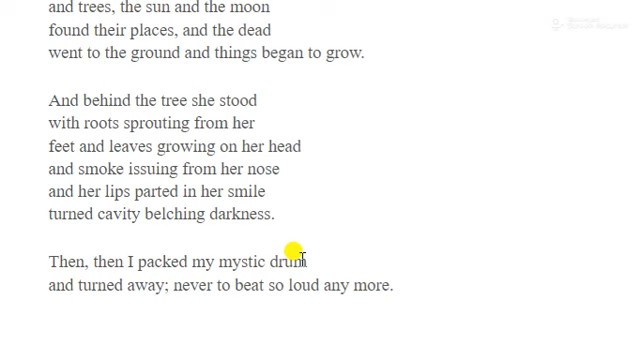 and trees, the sun and the moon
found their places, and the dead
went to the ground and things began to grow.
And behind the tree she stood
with roots sprouting from her
feet and leaves growing on her head
and smoke issuing from her nose
and her lips parted in her smile
turned cavity belching darkness.
Then, then I packed my mystic drum
and turned away; never to beat so loud any more.